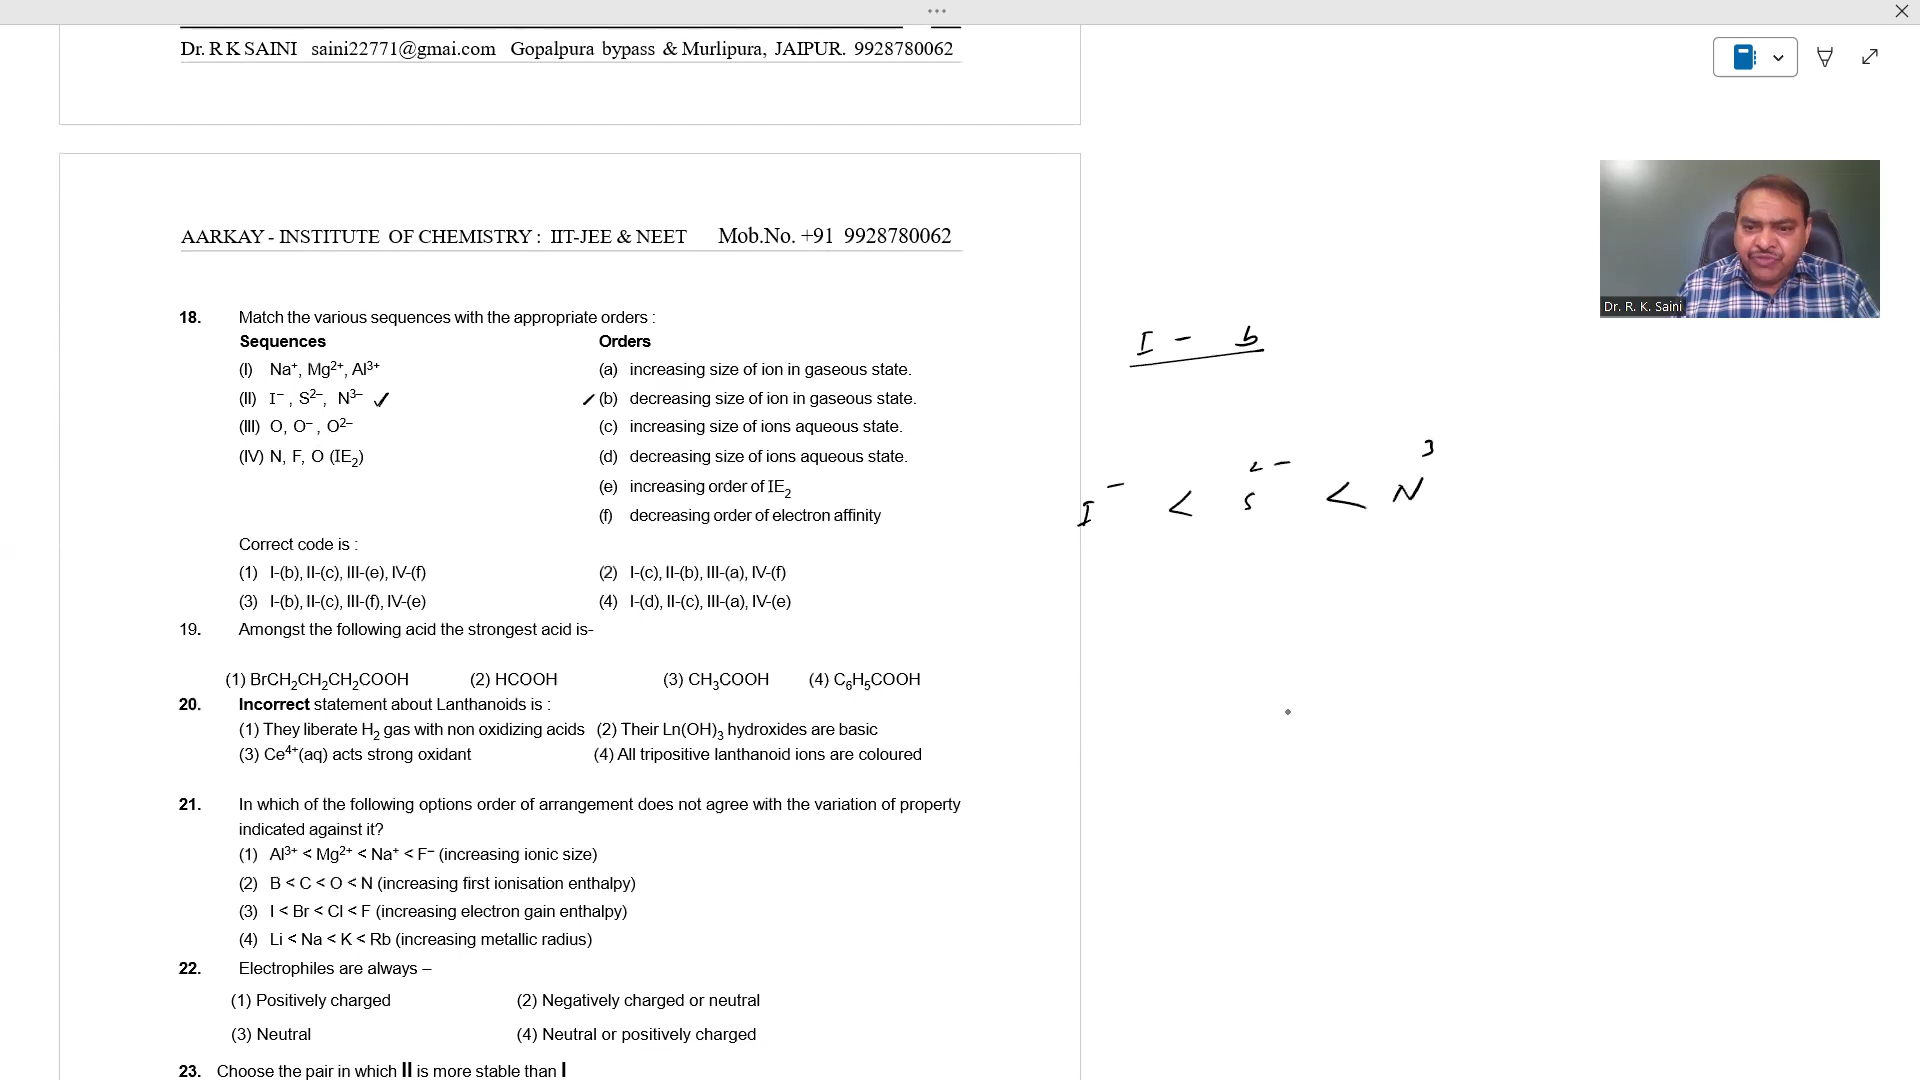 Dr. R K SAINI saini22771@gmai.com Gopalpura bypass & Murlipura, JAIPUR. 9928780062
AARKAY - INSTITUTE OF CHEMISTRY : IIT-JEE & NEET Mob.No. +91 9928780062
Dr. R. K. Saini
18. Match the various sequences with the appropriate orders :
Sequences Orders
(I) Na⁺, Mg²⁺, Al³⁺ (a) increasing size of ion in gaseous state.
(II) I⁻ , S²⁻, N³⁻ ✓ (b) decreasing size of ion in gaseous state.
(III) O, O⁻ , O²⁻ (c) increasing size of ions aqueous state.
(IV) N, F, O (IE₂) (d) decreasing size of ions aqueous state.
(e) increasing order of IE₂
(f) decreasing order of electron affinity
Correct code is :
(1) I-(b), II-(c), III-(e), IV-(f) (2) I-(c), II-(b), III-(a), IV-(f)
(3) I-(b), II-(c), III-(f), IV-(e) (4) I-(d), II-(c), III-(a), IV-(e)
I - b
I⁻ < S²⁻ < N³
19. Amongst the following acid the strongest acid is-
(1) BrCH₂CH₂CH₂COOH (2) HCOOH (3) CH₃COOH (4) C₆H₅COOH
20. Incorrect statement about Lanthanoids is :
(1) They liberate H₂ gas with non oxidizing acids (2) Their Ln(OH)₃ hydroxides are basic
(3) Ce⁴⁺(aq) acts strong oxidant (4) All tripositive lanthanoid ions are coloured
21. In which of the following options order of arrangement does not agree with the variation of property
indicated against it?
(1) Al³⁺ < Mg²⁺ < Na⁺ < F⁻ (increasing ionic size)
(2) B < C < O < N (increasing first ionisation enthalpy)
(3) I < Br < Cl < F (increasing electron gain enthalpy)
(4) Li < Na < K < Rb (increasing metallic radius)
22. Electrophiles are always –
(1) Positively charged (2) Negatively charged or neutral
(3) Neutral (4) Neutral or positively charged
23. Choose the pair in which II is more stable than I